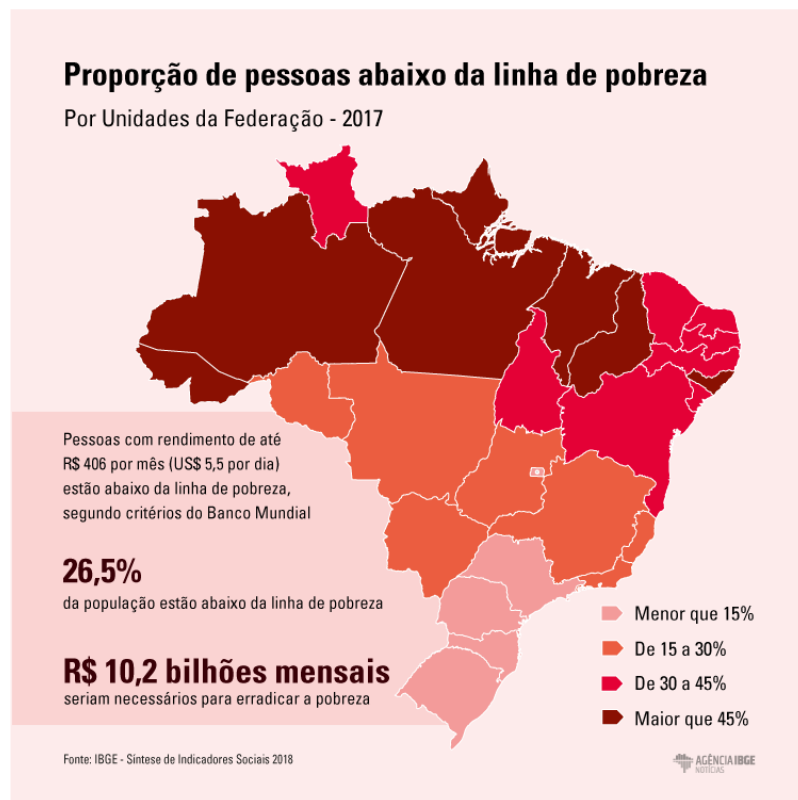 Proporção de pessoas abaixo da linha de pobreza
Por Unidades da Federação - 2017
Pessoas com rendimento de até
R$ 406 por mês (US$ 5,5 por dia)
estão abaixo da linha de pobreza,
segundo critérios do Banco Mundial
26,5%
da população estão abaixo da linha de pobreza
R$ 10,2 bilhões mensais
seriam necessários para erradicar a pobreza
Menor que 15%
De 15 a 30%
De 30 a 45%
Maior que 45%
Fonte: IBGE - Síntese de Indicadores Sociais 2018
AGÊNCIA IBGE
NOTÍCIAS